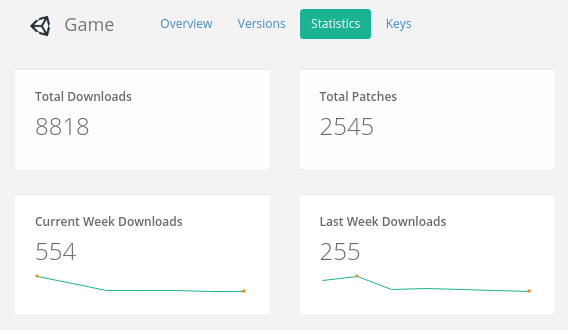 Game Overview Versions Statistics Keys
Total Downloads
8818
Total Patches
2545
Current Week Downloads
554
Last Week Downloads
255